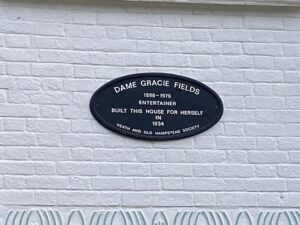 DAME GRACIE FIELDS
1898-1979
ENTERTAINER
BUILT THIS HOUSE FOR HERSELF
IN
1934
HEATH AND OLD HAMPSTEAD SOCIETY